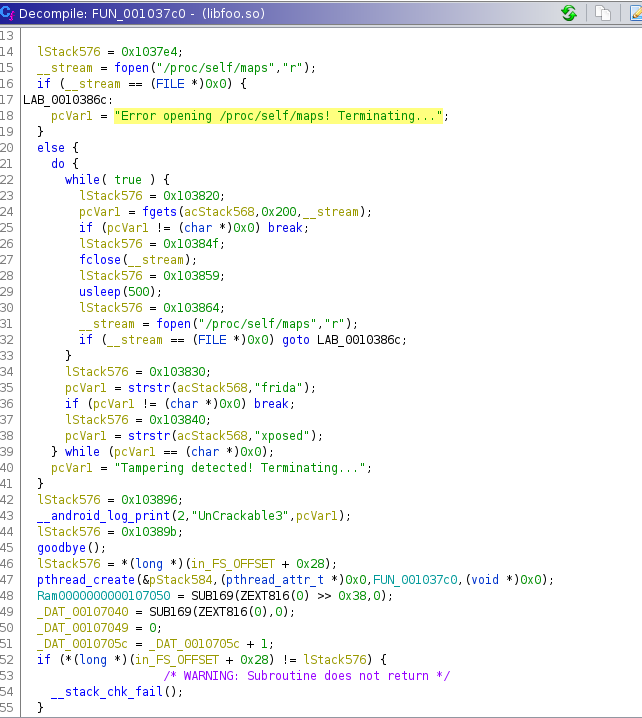 Decompile: FUN_001037c0 - (libfoo.so)
13
14 lStack576 = 0x1037e4;
15 __stream = fopen("/proc/self/maps","r");
16 if (__stream == (FILE *)0x0) {
17 LAB_0010386c:
18 pcVar1 = "Error opening /proc/self/maps! Terminating...";
19 }
20 else {
21 do {
22 while( true ) {
23 lStack576 = 0x103820;
24 pcVar1 = fgets(acStack568,0x200,__stream);
25 if (pcVar1 != (char *)0x0) break;
26 lStack576 = 0x10384f;
27 fclose(__stream);
28 lStack576 = 0x103859;
29 usleep(500);
30 lStack576 = 0x103864;
31 __stream = fopen("/proc/self/maps","r");
32 if (__stream == (FILE *)0x0) goto LAB_0010386c;
33 }
34 lStack576 = 0x103830;
35 pcVar1 = strstr(acStack568,"frida");
36 if (pcVar1 != (char *)0x0) break;
37 lStack576 = 0x103840;
38 pcVar1 = strstr(acStack568,"xposed");
39 } while (pcVar1 == (char *)0x0);
40 pcVar1 = "Tampering detected! Terminating...";
41 }
42 lStack576 = 0x103896;
43 __android_log_print(2,"UnCrackable3",pcVar1);
44 lStack576 = 0x10389b;
45 goodbye();
46 lStack576 = *(long *)(in_FS_OFFSET + 0x28);
47 pthread_create(&pStack584,(pthread_attr_t *)0x0,FUN_001037c0,(void *)0x0);
48 Ram0000000000107050 = SUB169(ZEXT816(0) >> 0x38,0);
49 _DAT_00107040 = SUB169(ZEXT816(0),0);
50 _DAT_00107049 = 0;
51 _DAT_0010705c = _DAT_0010705c + 1;
52 if (*(long *)(in_FS_OFFSET + 0x28) != lStack576) {
53 /* WARNING: Subroutine does not return */
54 __stack_chk_fail();
55 }